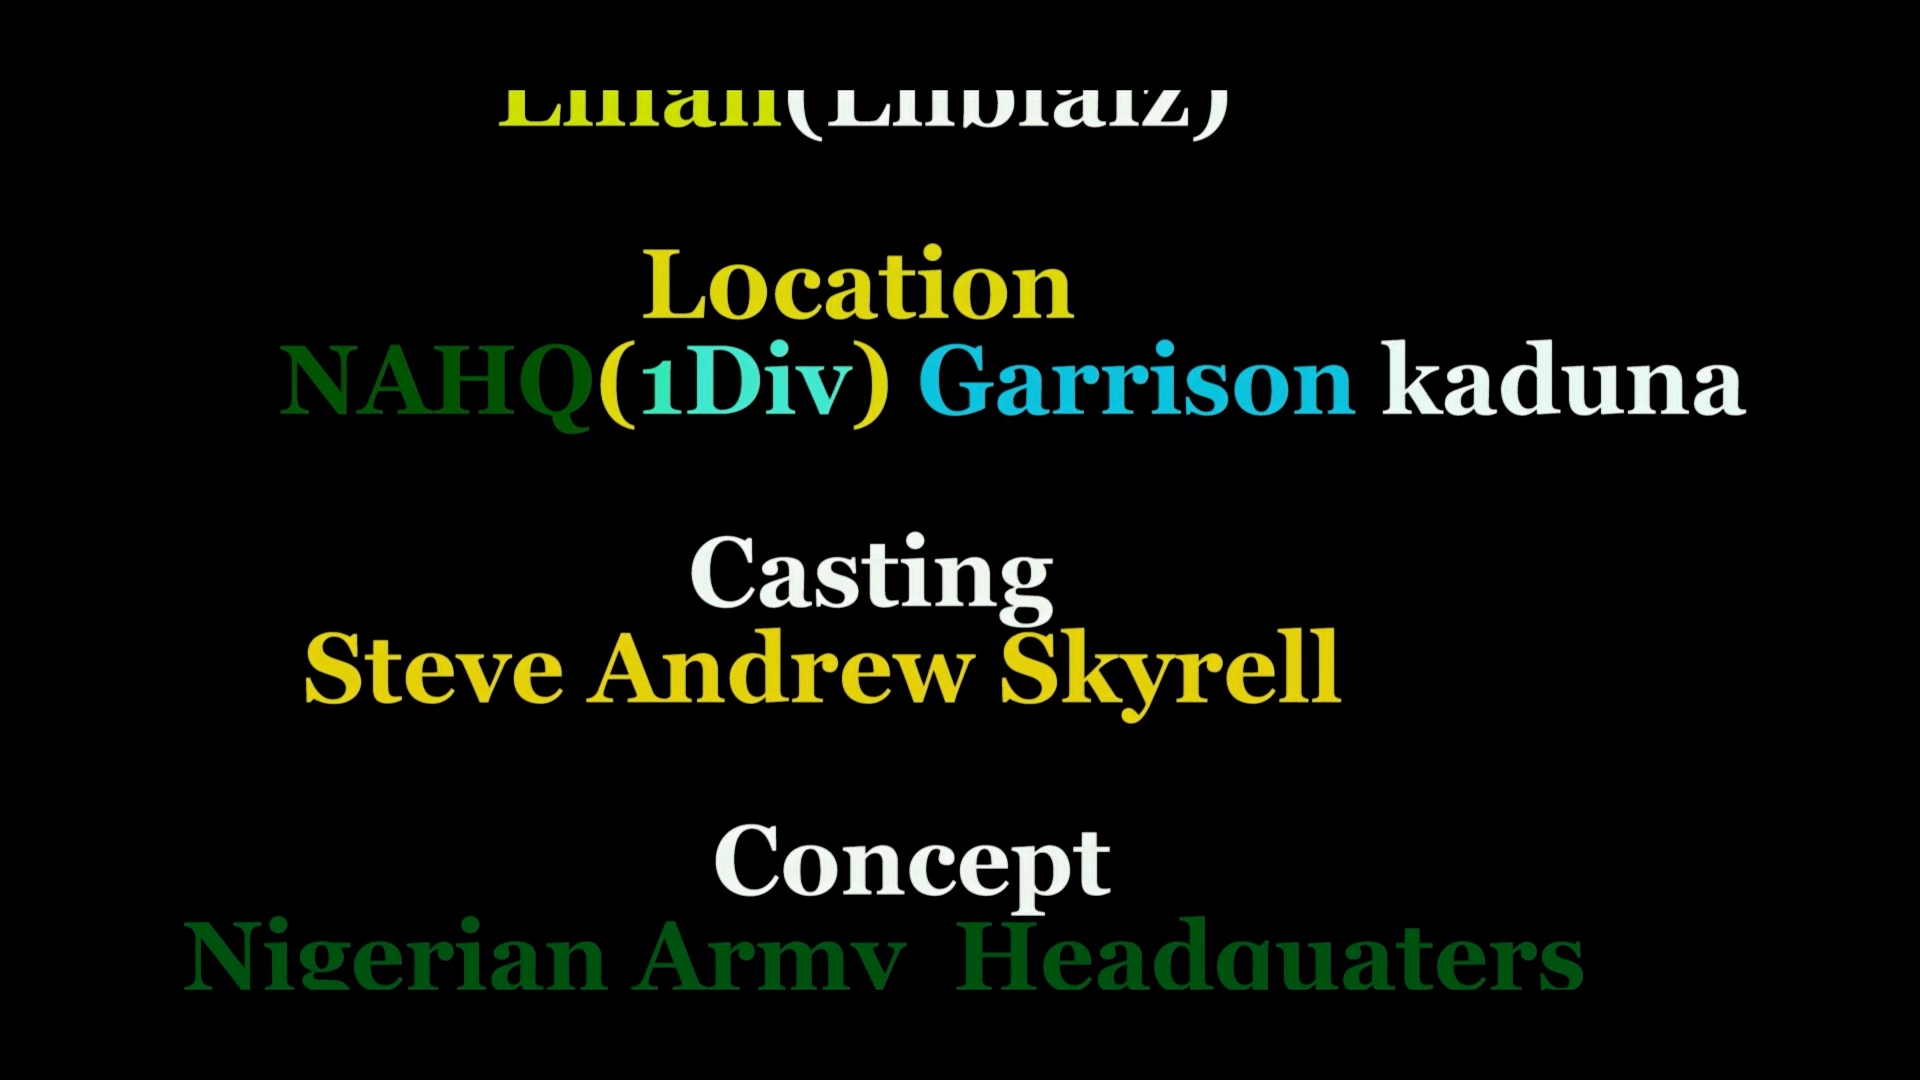 Location
NAHQ(1Div) Garrison kaduna
Casting
Steve Andrew Skyrell
Concept
Nigerian Army Headquaters